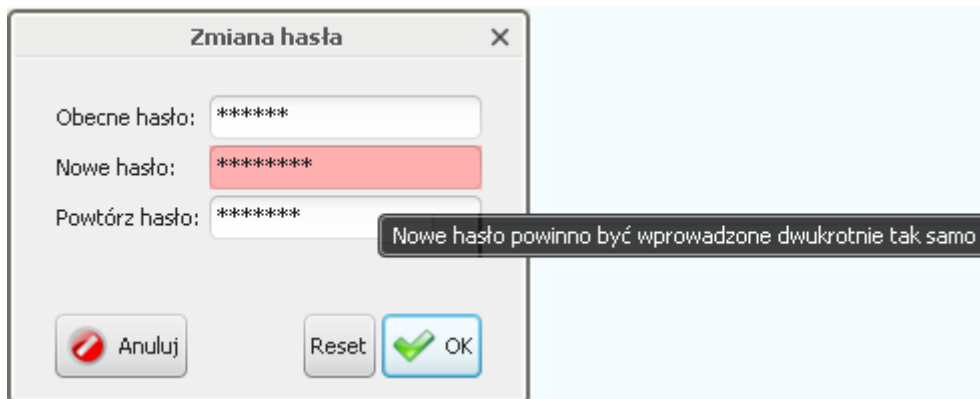 Zmiana hasła
Obecne hasło: ******
Nowe hasło: ********
Powtórz hasło: *******
Nowe hasło powinno być wprowadzone dwukrotnie tak samo
Anuluj Reset OK